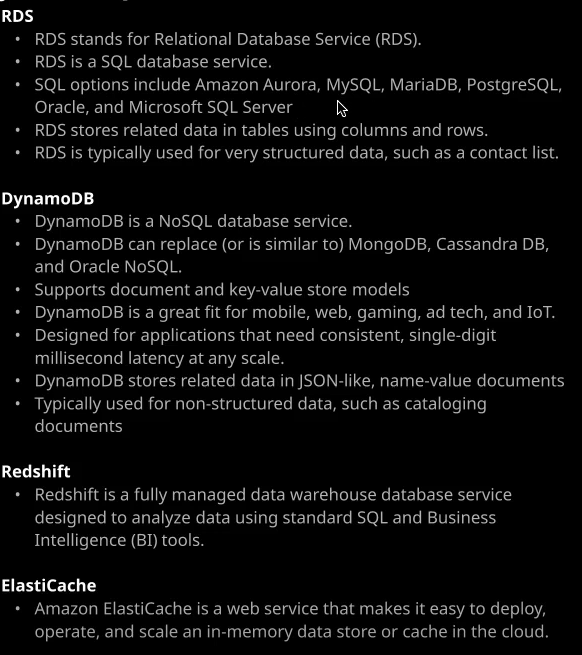 RDS
• RDS stands for Relational Database Service (RDS).
• RDS is a SQL database service.
• SQL options include Amazon Aurora, MySQL, MariaDB, PostgreSQL,
Oracle, and Microsoft SQL Server
• RDS stores related data in tables using columns and rows.
• RDS is typically used for very structured data, such as a contact list.
DynamoDB
• DynamoDB is a NoSQL database service.
• DynamoDB can replace (or is similar to) MongoDB, Cassandra DB,
and Oracle NoSQL.
• Supports document and key-value store models
• DynamoDB is a great fit for mobile, web, gaming, ad tech, and IoT.
• Designed for applications that need consistent, single-digit
millisecond latency at any scale.
• DynamoDB stores related data in JSON-like, name-value documents
• Typically used for non-structured data, such as cataloging
documents
Redshift
• Redshift is a fully managed data warehouse database service
designed to analyze data using standard SQL and Business
Intelligence (BI) tools.
ElastiCache
• Amazon ElastiCache is a web service that makes it easy to deploy,
operate, and scale an in-memory data store or cache in the cloud.